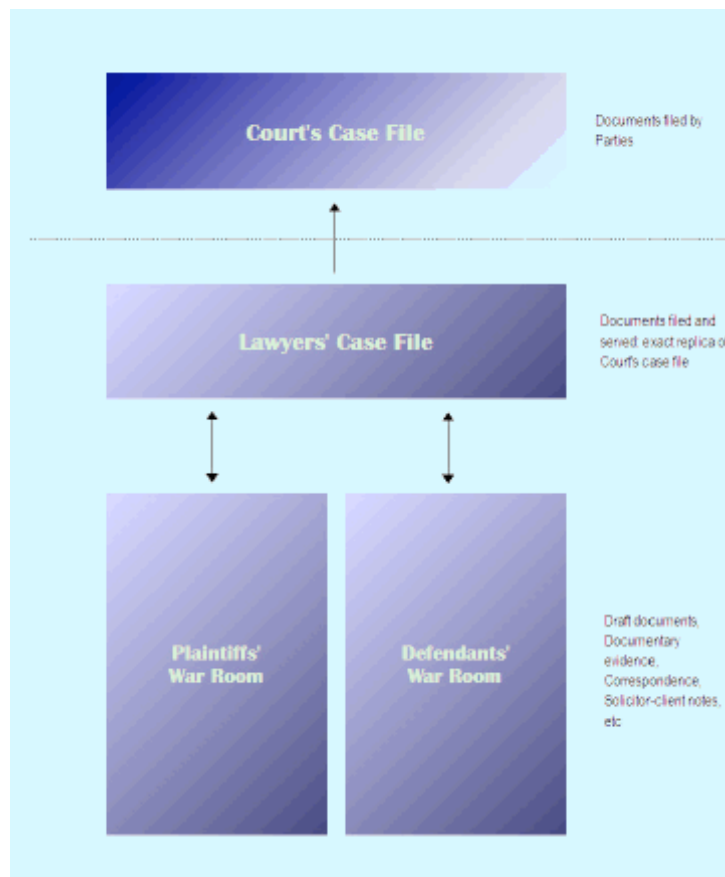 Court's Case File
Documents filed by
Parties
Lawyers' Case File
Documents filed and
served: exact replica o
Court's case file
Plaintiffs'
War Room
Defendants'
War Room
Draft documents,
Documentary
evidence,
Correspondence,
Solicitor-client notes,
etc